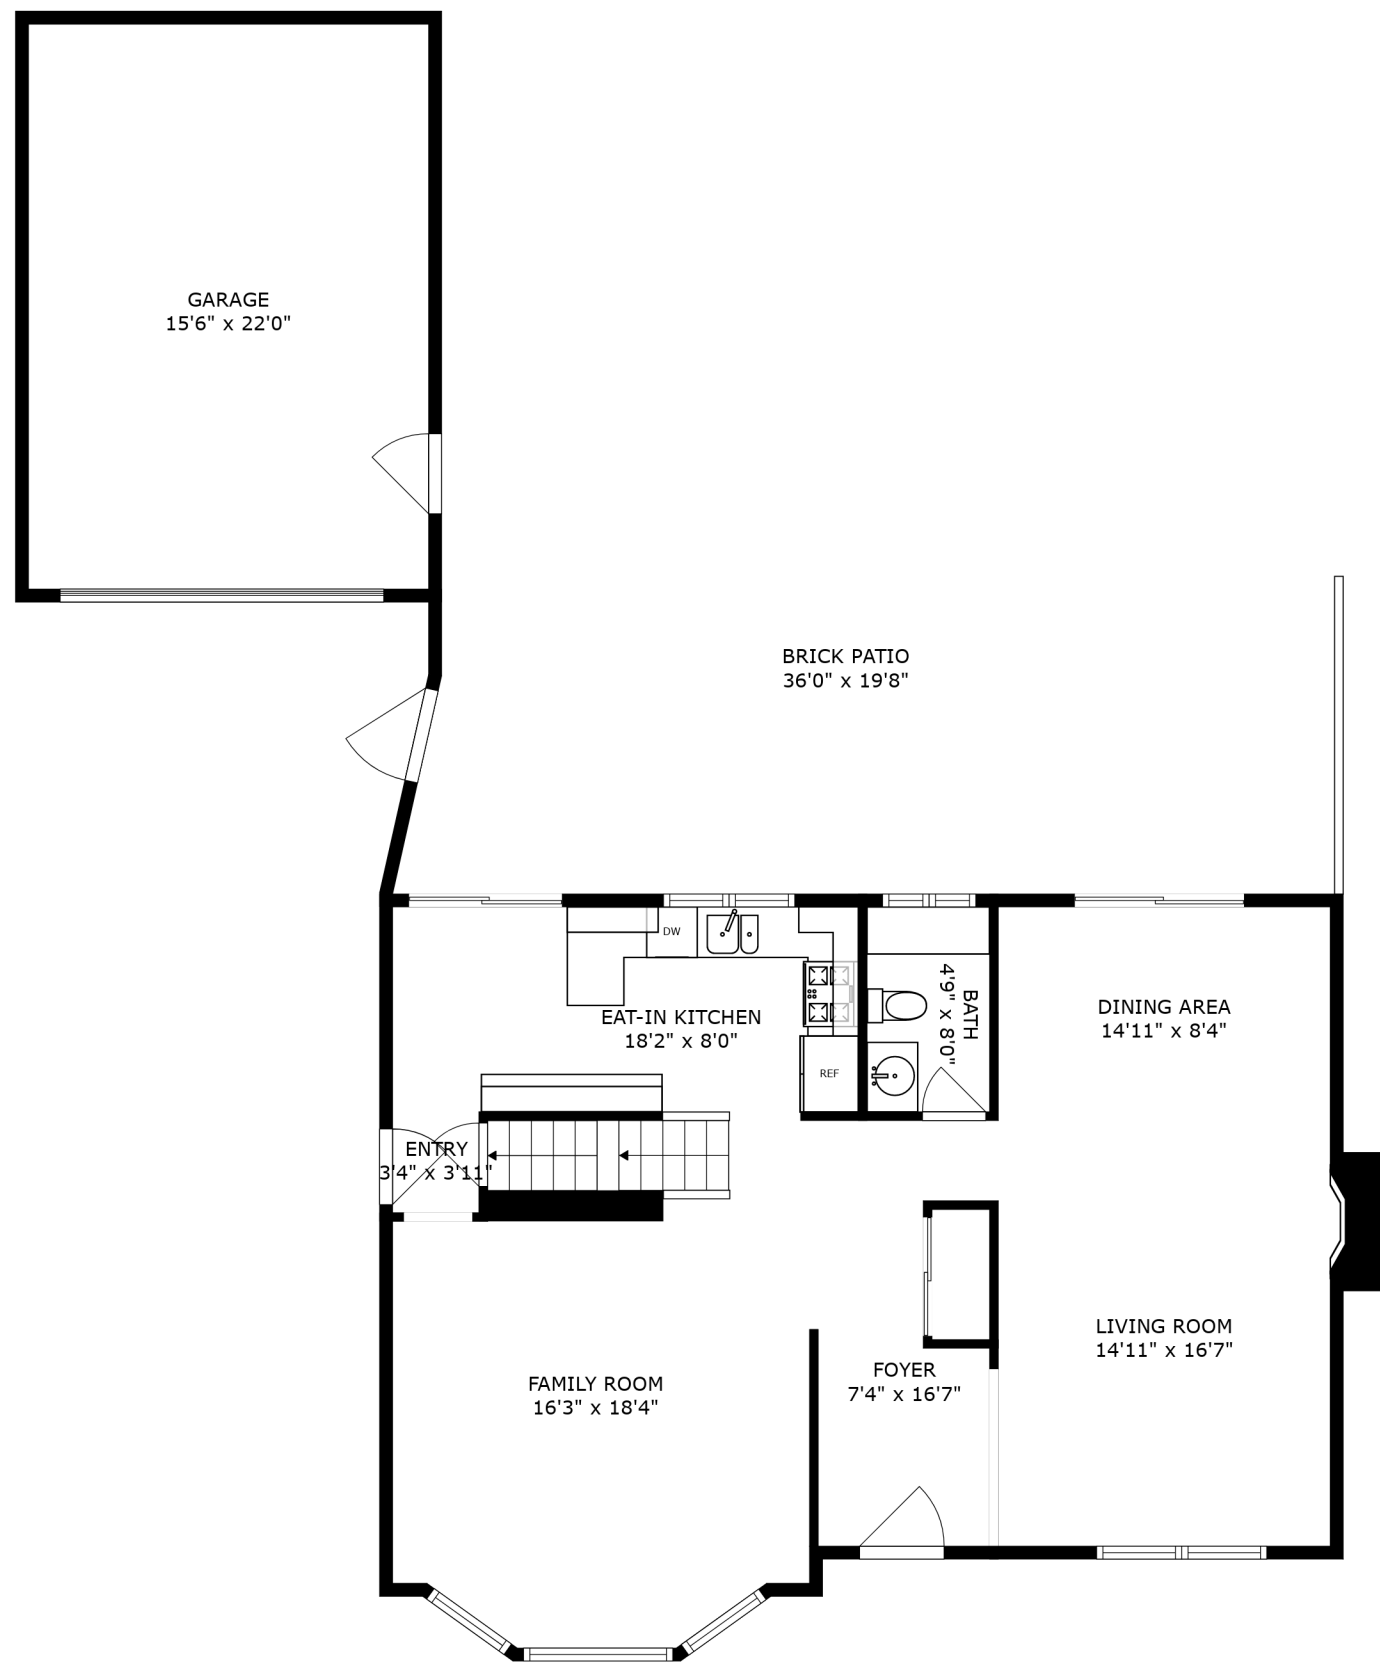 GARAGE
15'6" x 22'0"
BRICK PATIO
36'0" x 19'8"
DW
EAT-IN KITCHEN
18'2" x 8'0"
REF
BATH
4'9" x 8'0"
DINING AREA
14'11" x 8'4"
ENTRY
3'4" x 3'11"
LIVING ROOM
14'11" x 16'7"
FOYER
7'4" x 16'7"
FAMILY ROOM
16'3" x 18'4"